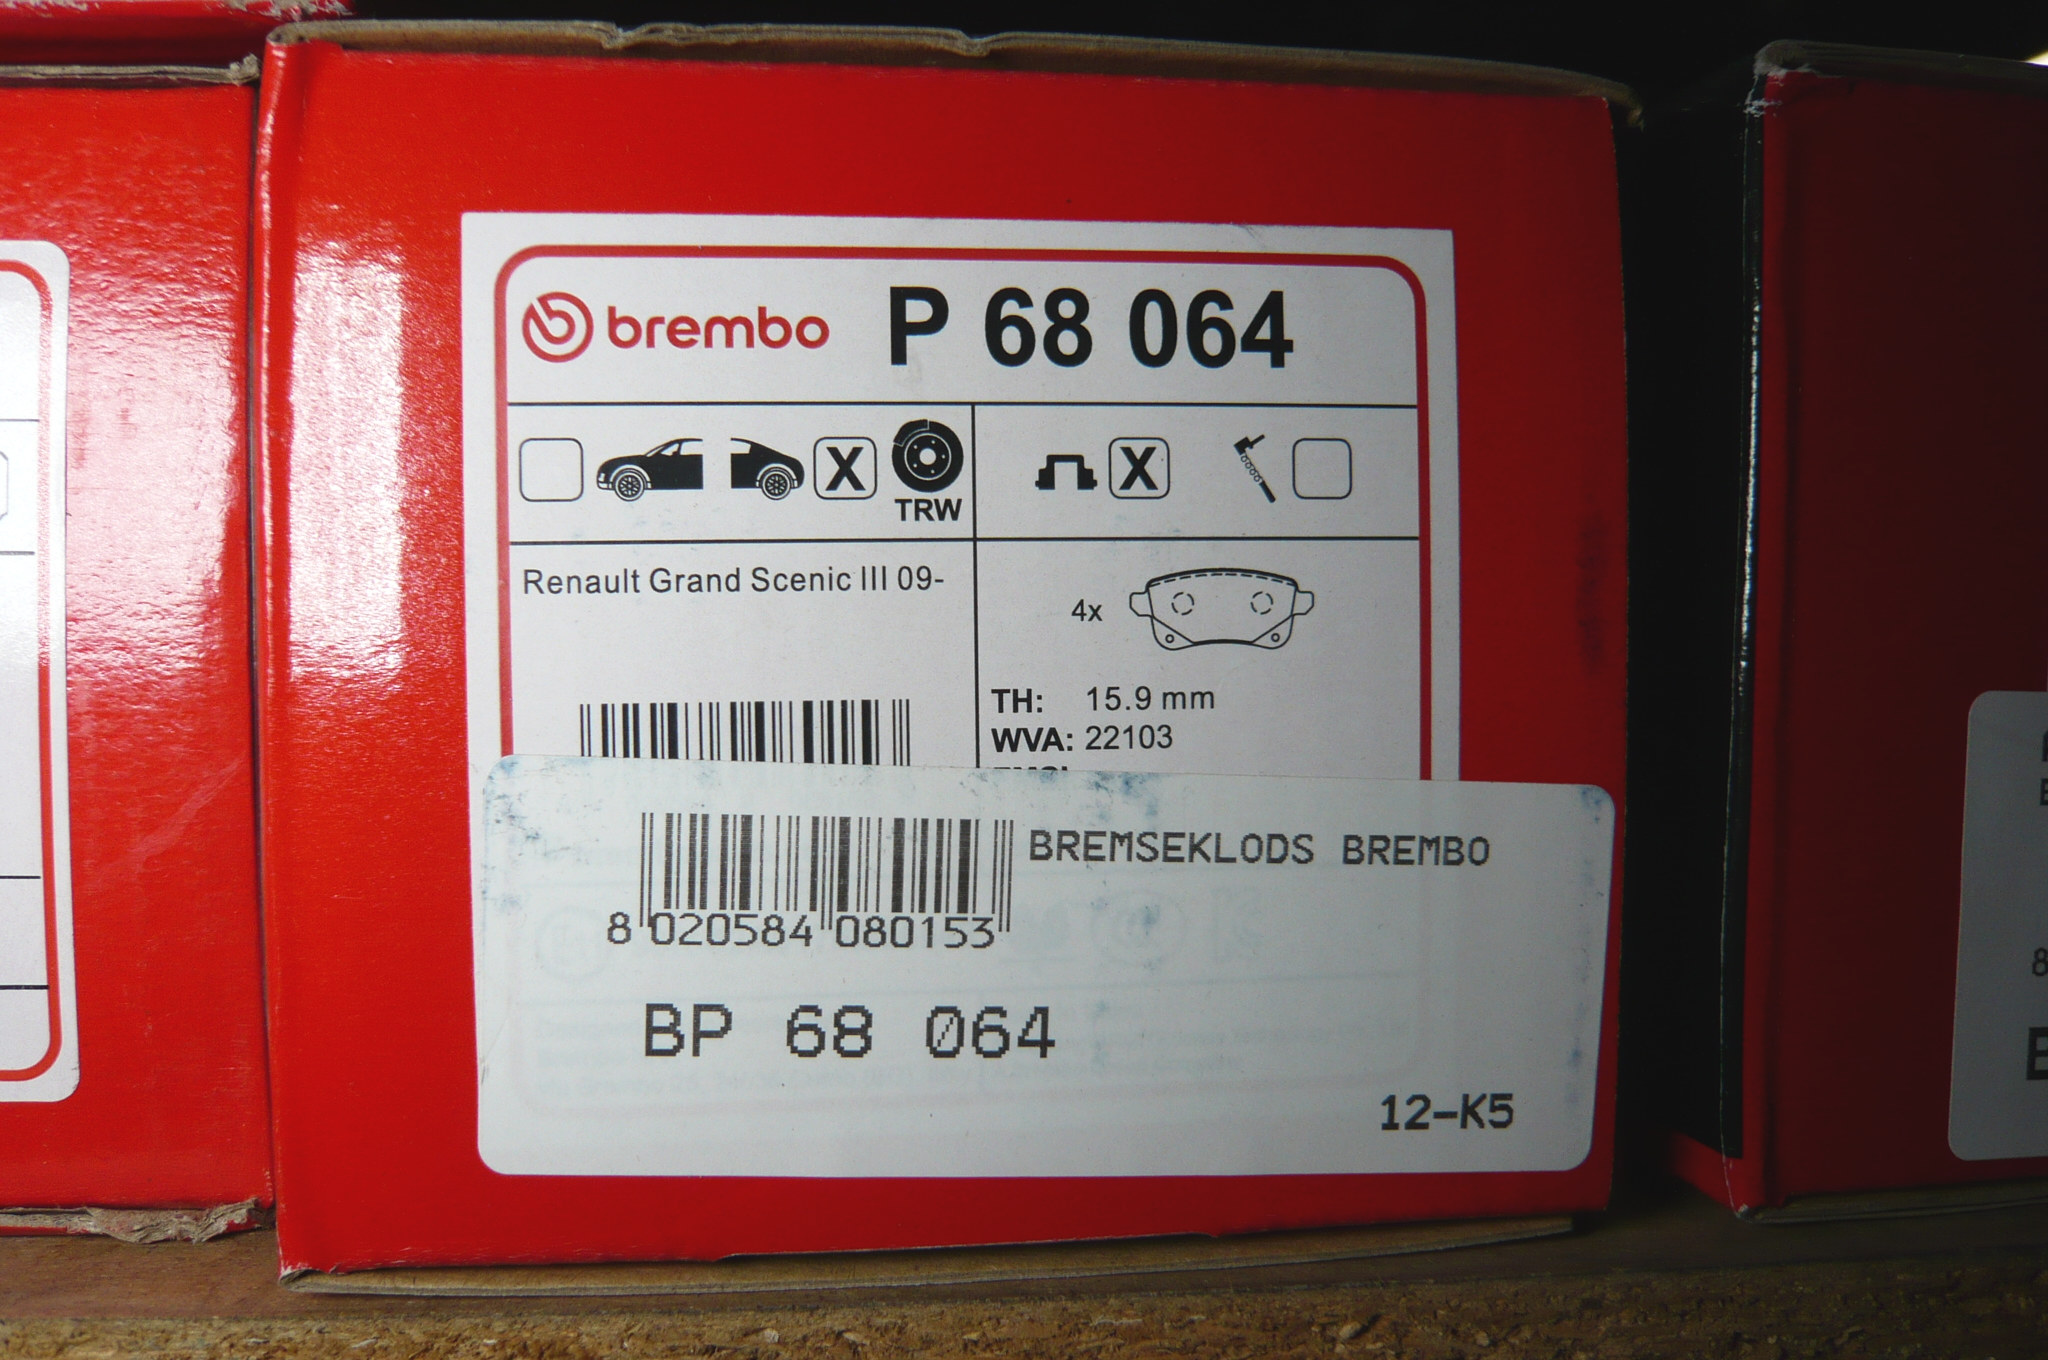 brembo P 68 064
X TRW X
Renault Grand Scenic III 09-
4x
TH: 15.9 mm
WVA: 22103
BREMSEKLODS BREMBO
8 020584 080153
BP 68 064
12-K5